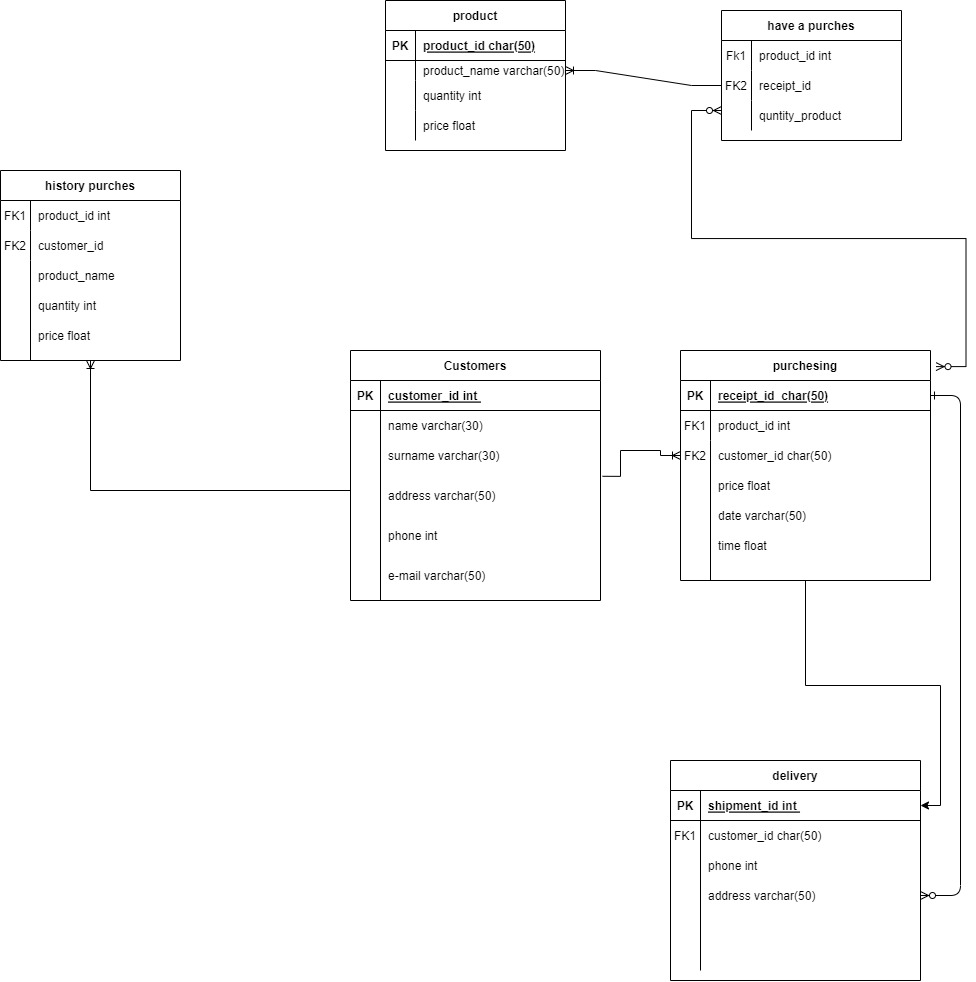 product
PK product_id char(50)
product_name varchar(50)
quantity int
price float
have a purches
Fk1 product_id int
FK2 receipt_id
quntity_product
history purches
FK1 product_id int
FK2 customer_id
product_name
quantity int
price float
Customers
PK customer_id int
name varchar(30)
surname varchar(30)
address varchar(50)
phone int
e-mail varchar(50)
purchesing
PK receipt_id char(50)
FK1 product_id int
FK2 customer_id char(50)
price float
date varchar(50)
time float
delivery
PK shipment_id int
FK1 customer_id char(50)
phone int
address varchar(50)